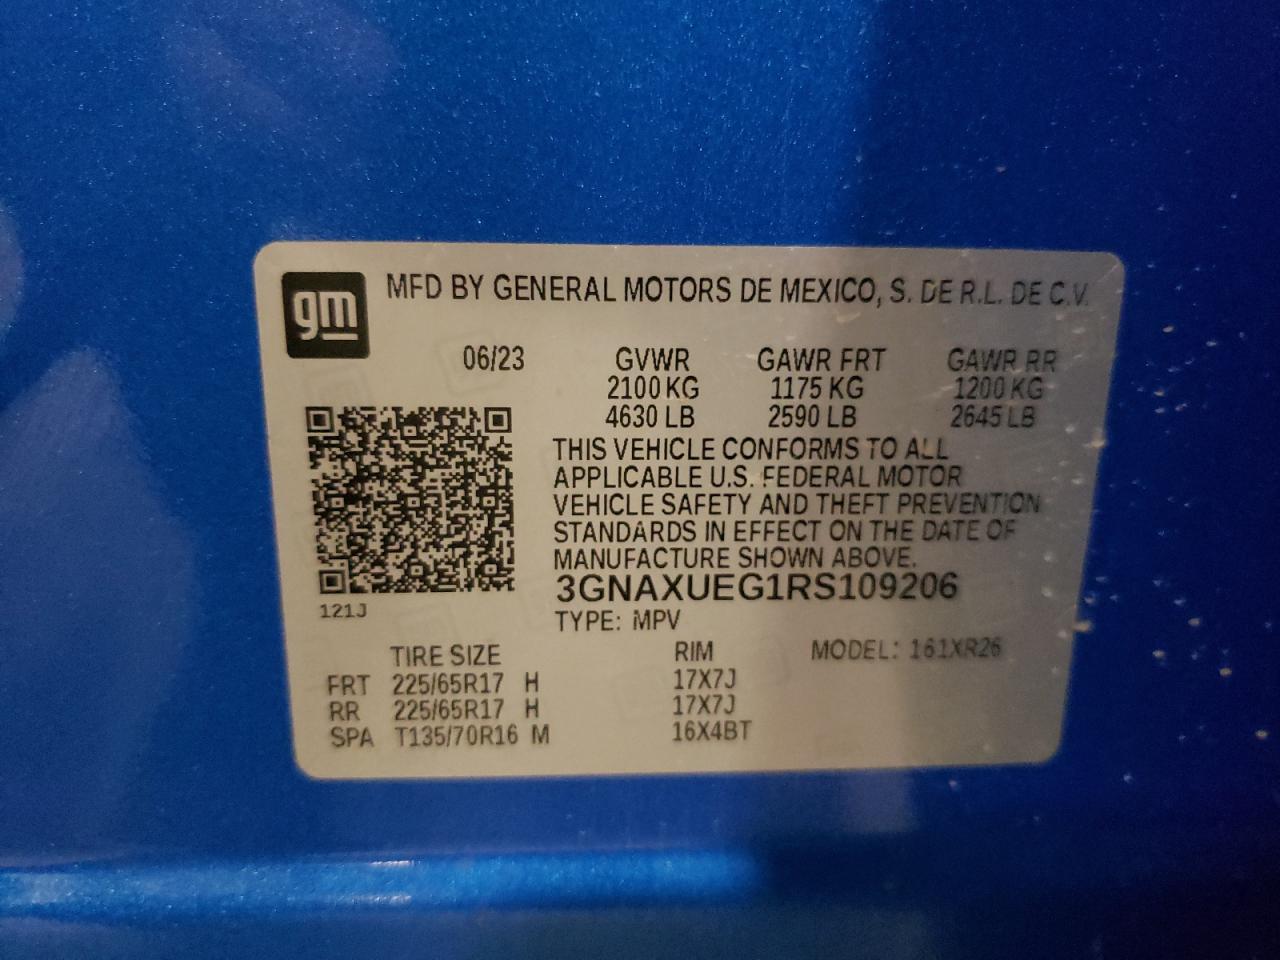 gm
MFD BY GENERAL MOTORS DE MEXICO, S. DE R.L. DE C.V.
06/23 GVWR GAWR FRT GAWR RR
2100 KG 1175 KG 1200 KG
4630 LB 2590 LB 2645 LB
THIS VEHICLE CONFORMS TO ALL
APPLICABLE U.S. FEDERAL MOTOR
VEHICLE SAFETY AND THEFT PREVENTION
STANDARDS IN EFFECT ON THE DATE OF
MANUFACTURE SHOWN ABOVE.
3GNAXUEG1RS109206
121J
TYPE: MPV
TIRE SIZE RIM MODEL: 161XR26
FRT 225/65R17 H 17X7J
RR 225/65R17 H 17X7J
SPA T135/70R16 M 16X4BT